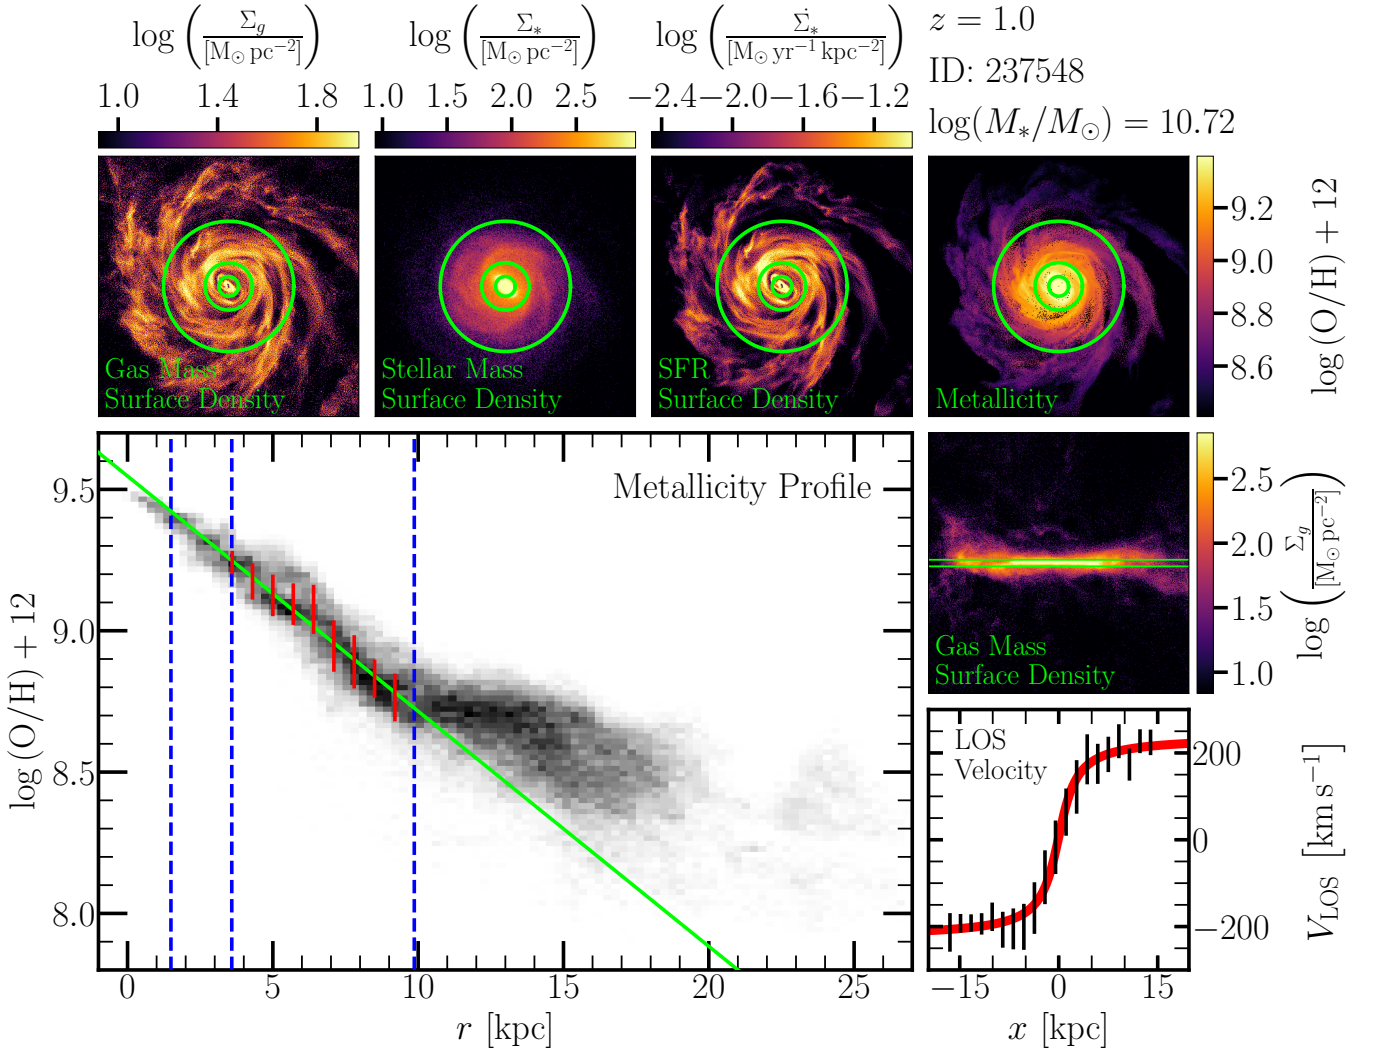 log ( Σ_g / [M⊙ pc⁻²] ) log ( Σ_* / [M⊙ pc⁻²] ) log ( Σ̇_* / [M⊙ yr⁻¹ kpc⁻²] )
z = 1.0
ID: 237548
log(M_*/M⊙) = 10.72
1.0 1.4 1.8
1.0 1.5 2.0 2.5
−2.4 −2.0 −1.6 −1.2
Gas Mass
Surface Density
Stellar Mass
Surface Density
SFR
Surface Density
Metallicity
9.2
9.0
8.8
8.6
log (O/H) + 12
Metallicity Profile
9.5
9.0
8.5
8.0
log (O/H) + 12
0 5 10 15 20 25
r [kpc]
Gas Mass
Surface Density
2.5
2.0
1.5
1.0
log ( Σ_g / [M⊙ pc⁻²] )
LOS
Velocity
200
0
−200
V_LOS [km s⁻¹]
−15 0 15
x [kpc]